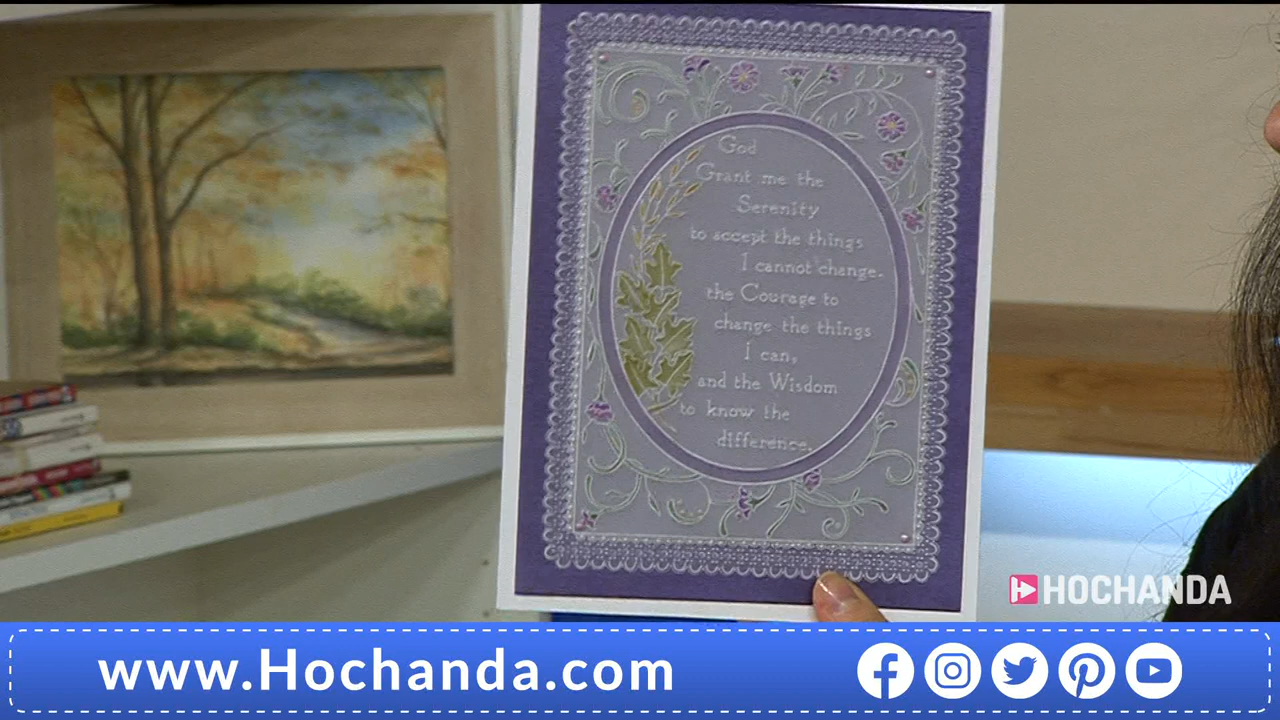 God
Grant me the
Serenity
to accept the things
I cannot change.
the Courage to
change the things
I can,
and the Wisdom
to know the
difference.
HOCHANDA
www.Hochanda.com